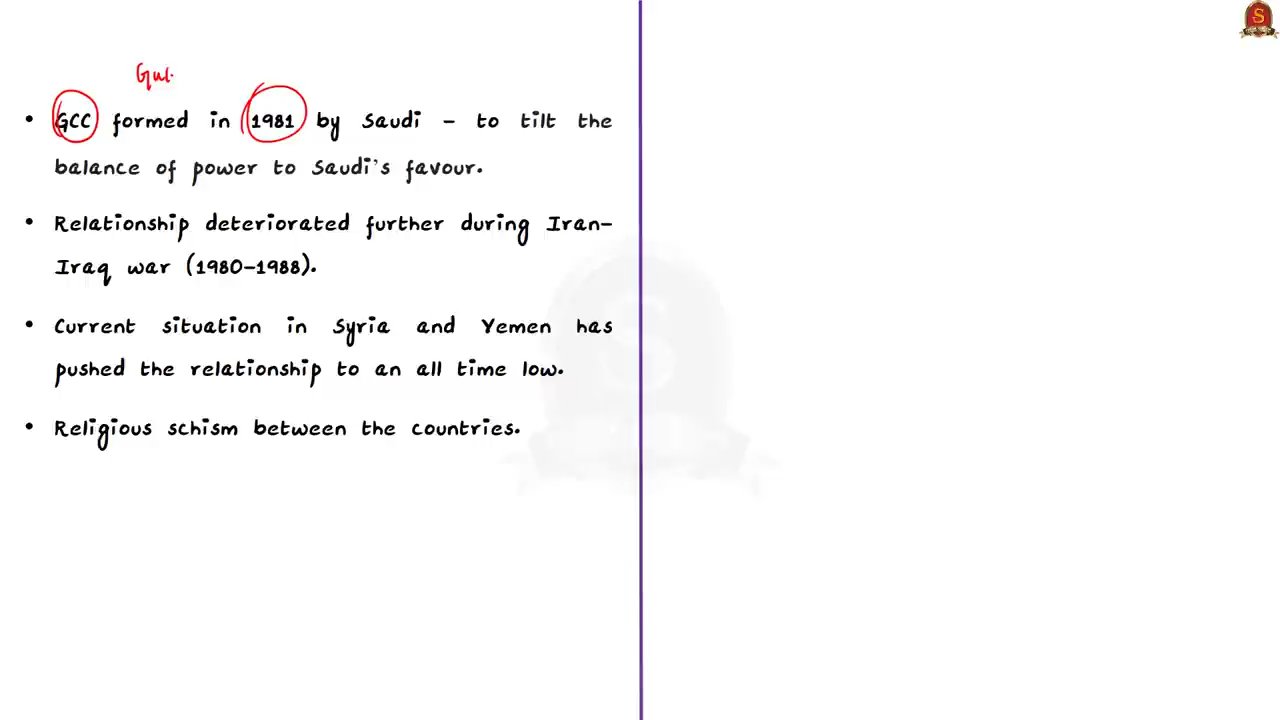 Gul
• GCC formed in 1981 by Saudi - to tilt the
balance of power to Saudi's favour.
• Relationship deteriorated further during Iran-
Iraq war (1980-1988).
• Current situation in Syria and Yemen has
pushed the relationship to an all time low.
• Religious schism between the countries.
S
S